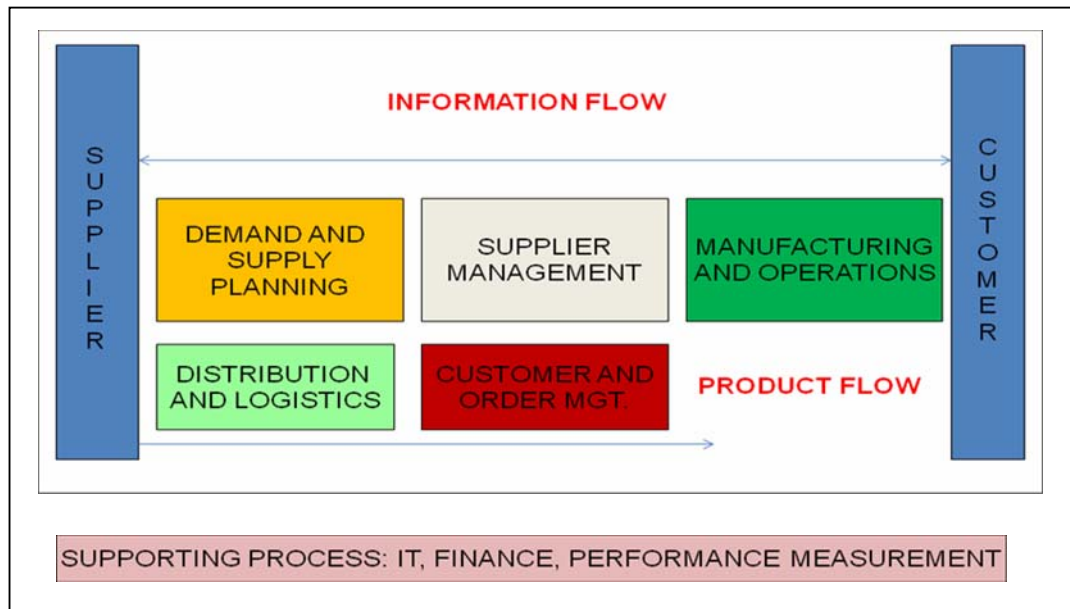 INFORMATION FLOW
SUPPLIER
CUSTOMER
DEMAND AND
SUPPLY
PLANNING
SUPPLIER
MANAGEMENT
MANUFACTURING
AND OPERATIONS
DISTRIBUTION
AND LOGISTICS
CUSTOMER AND
ORDER MGT.
PRODUCT FLOW
SUPPORTING PROCESS: IT, FINANCE, PERFORMANCE MEASUREMENT